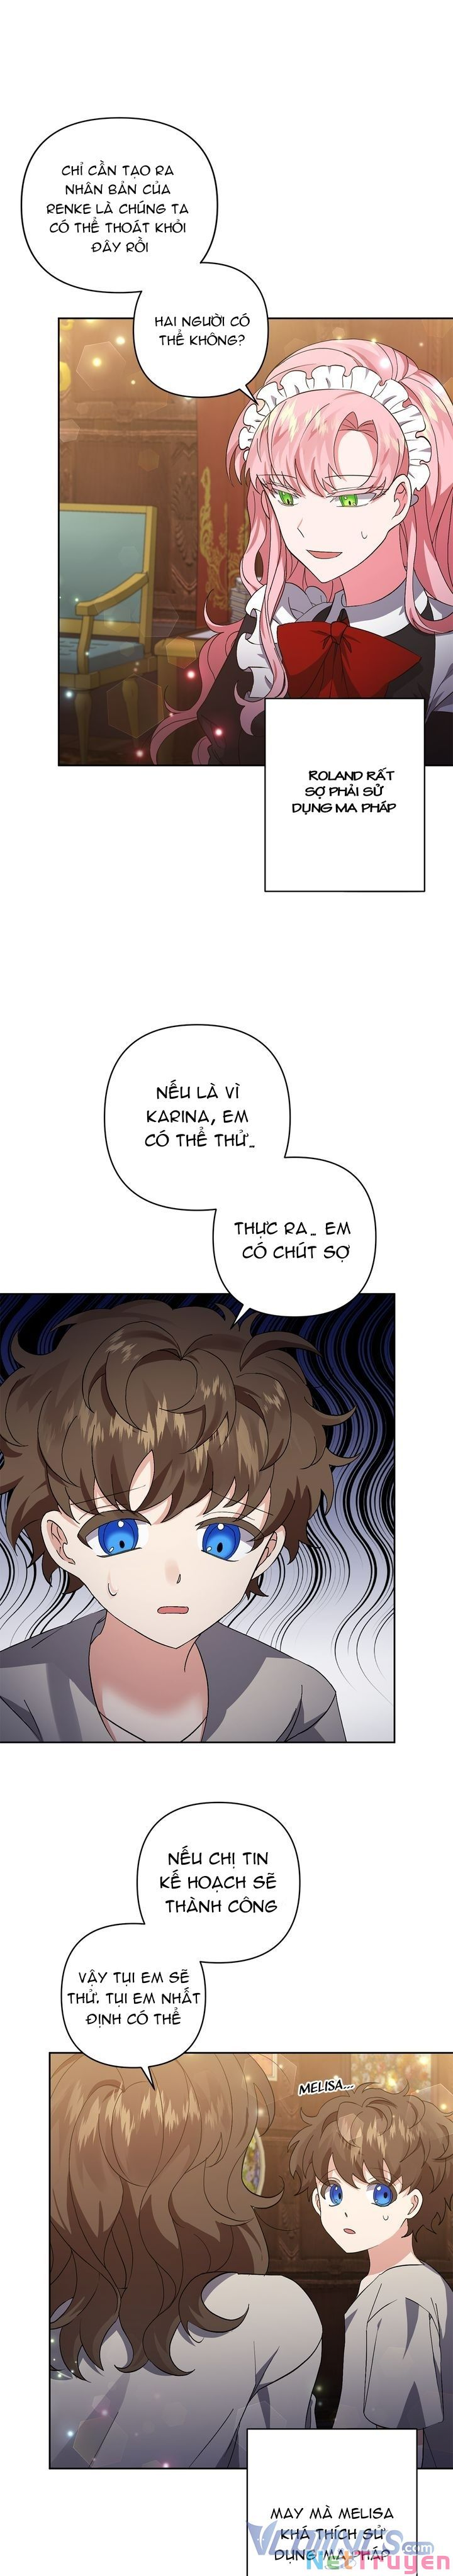 CHỈ CẦN TẠO RA
NHÂN BẢN CỦA
RENKE LÀ CHÚNG TA
CÓ THỂ THOÁT KHỎI
ĐÂY RỒI
HAI NGƯỜI CÓ
THỂ KHÔNG?
ROLAND RẤT
SỢ PHẢI SỬ
DỤNG MA PHÁP
NẾU LÀ VÌ
KARINA, EM
CÓ THỂ THỬ...
THỰC RA... EM
CÓ CHÚT SỢ
NẾU CHỊ TIN
KẾ HOẠCH SẼ
THÀNH CÔNG
VẬY TỤI EM SẼ
THỬ. TỤI EM NHẤT
ĐỊNH CÓ THỂ
MELISA...
MAY MÀ MELISA
KHÁ THÍCH SỬ
DỤNG MA PHÁP
NetTruyen